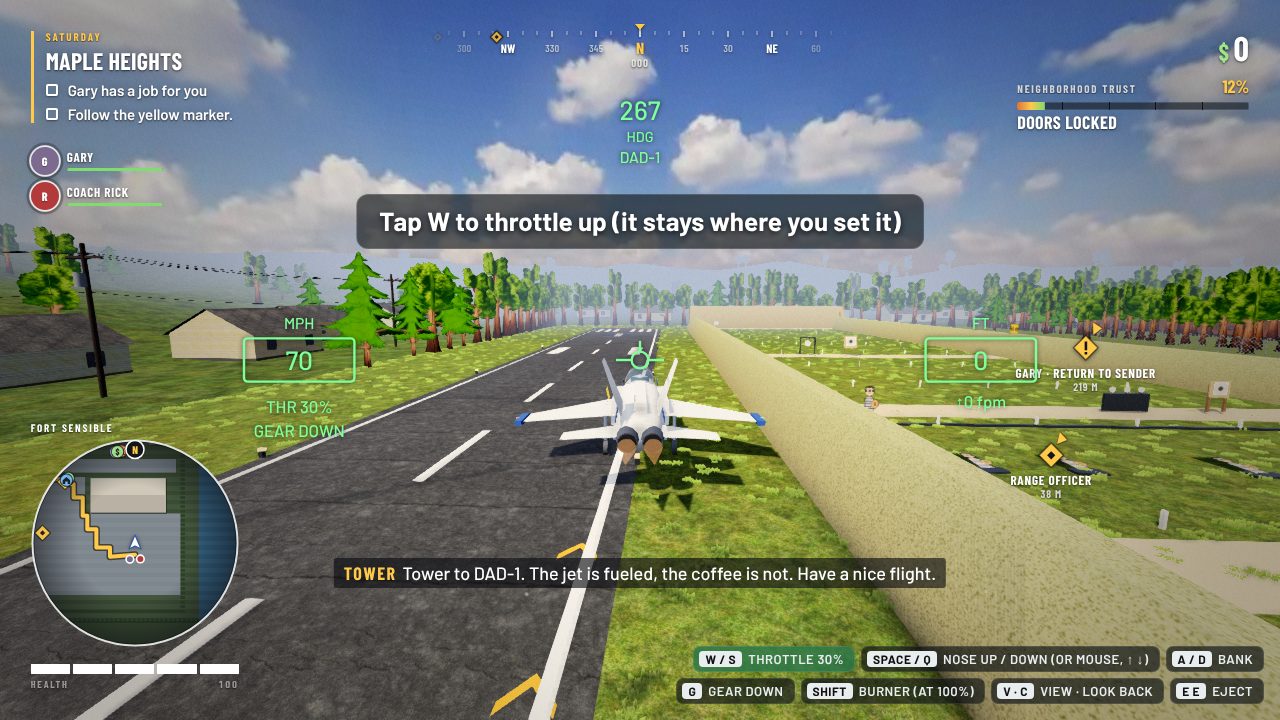 SATURDAY
MAPLE HEIGHTS
Gary has a job for you
Follow the yellow marker.
G GARY
R COACH RICK
300 NW 330 345 N 15 30 NE 60
000
267
HDG
DAD-1
$0
NEIGHBORHOOD TRUST 12%
DOORS LOCKED
Tap W to throttle up (it stays where you set it)
MPH
70
THR 30%
GEAR DOWN
FT
0
↑0 fpm
GARY · RETURN TO SENDER
219 M
RANGE OFFICER
38 M
FORT SENSIBLE
$ N
TOWER Tower to DAD-1. The jet is fueled, the coffee is not. Have a nice flight.
HEALTH 100
W / S THROTTLE 30% SPACE / Q NOSE UP / DOWN (OR MOUSE, ↑ ↓) A / D BANK
G GEAR DOWN SHIFT BURNER (AT 100%) V · C VIEW · LOOK BACK E E EJECT